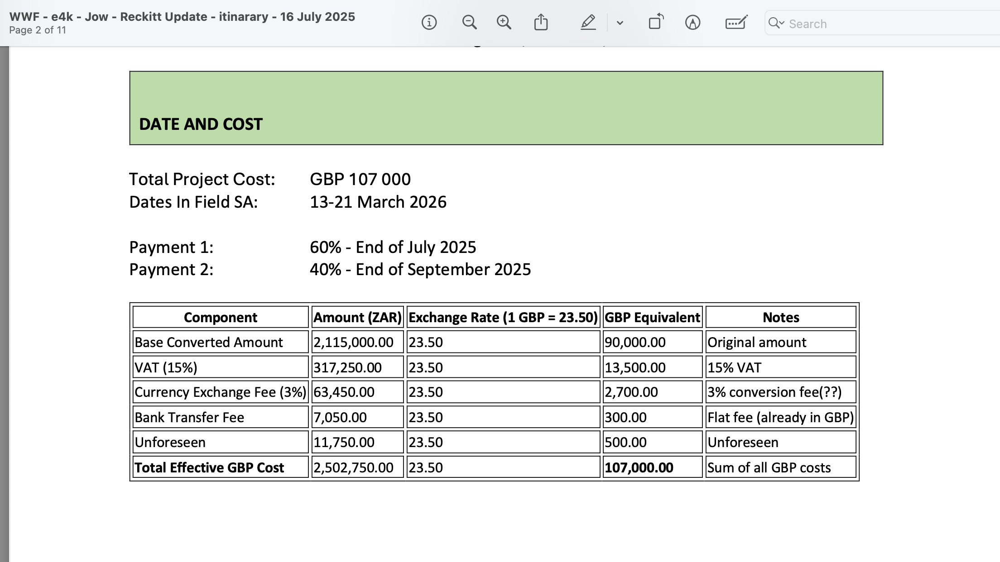 WWF - e4k - Jow - Reckitt Update - itinarary - 16 July 2025
Page 2 of 11
Search
DATE AND COST
Total Project Cost: GBP 107 000
Dates In Field SA: 13-21 March 2026
Payment 1: 60% - End of July 2025
Payment 2: 40% - End of September 2025
Component Amount (ZAR) Exchange Rate (1 GBP = 23.50) GBP Equivalent Notes
Base Converted Amount 2,115,000.00 23.50 90,000.00 Original amount
VAT (15%) 317,250.00 23.50 13,500.00 15% VAT
Currency Exchange Fee (3%) 63,450.00 23.50 2,700.00 3% conversion fee(??)
Bank Transfer Fee 7,050.00 23.50 300.00 Flat fee (already in GBP)
Unforeseen 11,750.00 23.50 500.00 Unforeseen
Total Effective GBP Cost 2,502,750.00 23.50 107,000.00 Sum of all GBP costs